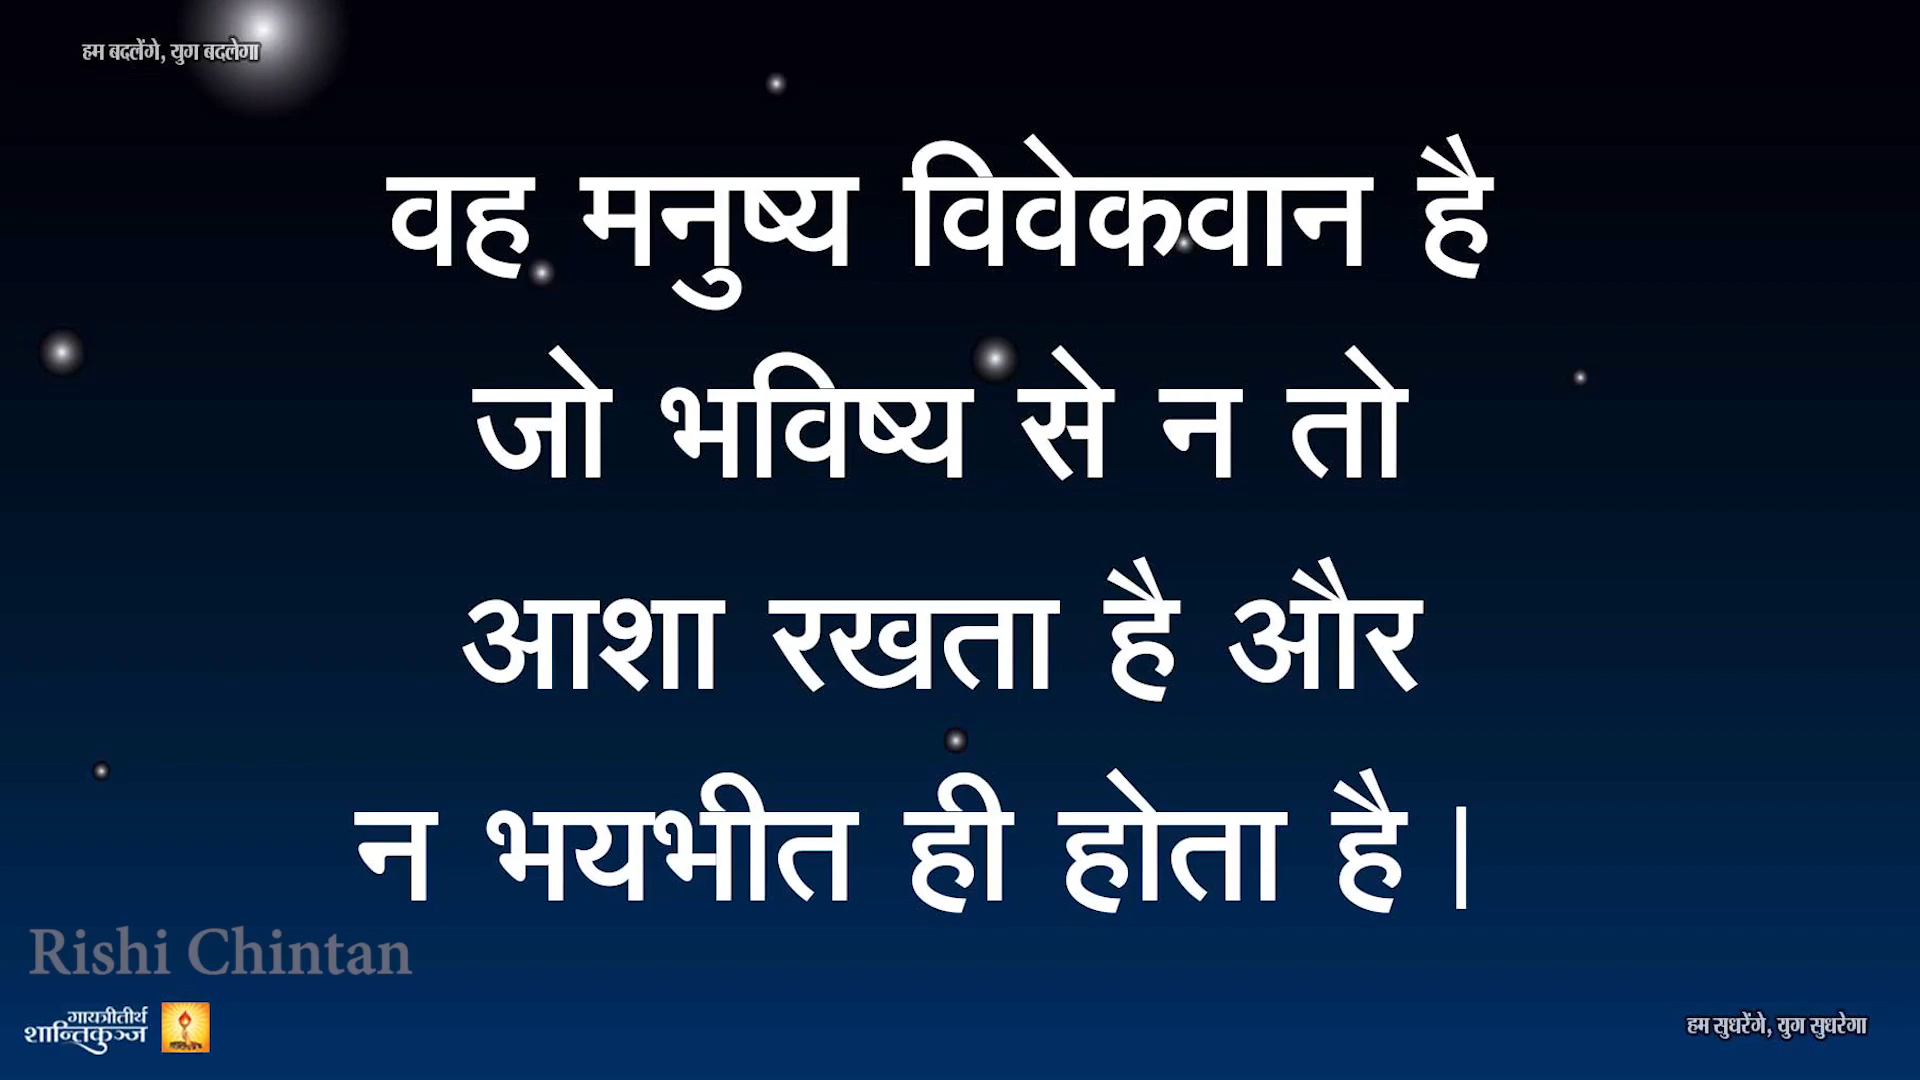 हम बदलेंगे, युग बदलेगा
वह मनुष्य विवेकवान है
जो भविष्य से न तो
आशा रखता है और
न भयभीत ही होता है |
Rishi Chintan
गायत्रीतीर्थ
शान्तिकुञ्ज
हम सुधरेंगे, युग सुधरेगा